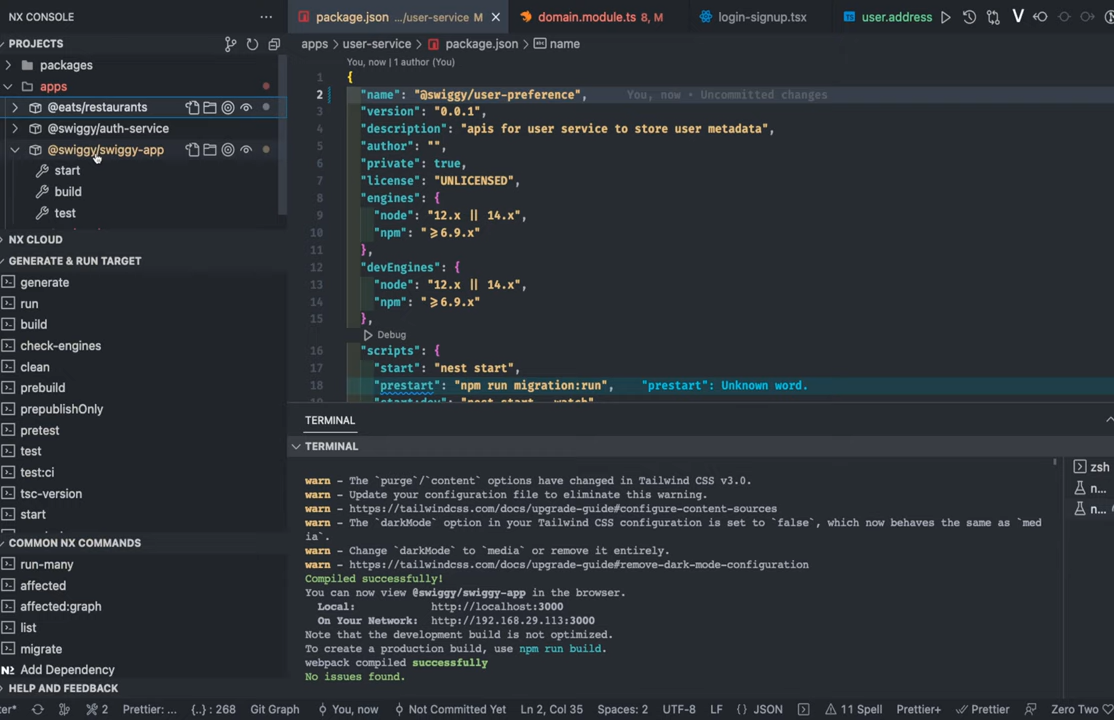 NX CONSOLE
PROJECTS
packages
apps
@eats/restaurants
@swiggy/auth-service
@swiggy/swiggy-app
start
build
test
NX CLOUD
GENERATE & RUN TARGET
generate
run
build
check-engines
clean
prebuild
prepublishOnly
pretest
test
test:ci
tsc-version
start
COMMON NX COMMANDS
run-many
affected
affected:graph
list
migrate
Add Dependency
HELP AND FEEDBACK
package.json .../user-service M
domain.module.ts 8, M
login-signup.tsx
user.address
apps > user-service > package.json > name
You, now | 1 author (You)
1 {
2 "name": "@swiggy/user-preference", You, now • Uncommitted changes
3 "version": "0.0.1",
4 "description": "apis for user service to store user metadata",
5 "author": "",
6 "private": true,
7 "license": "UNLICENSED",
8 "engines": {
9 "node": "12.x || 14.x",
10 "npm": ">=6.9.x"
11 },
12 "devEngines": {
13 "node": "12.x || 14.x",
14 "npm": ">=6.9.x"
15 },
Debug
16 "scripts": {
17 "start": "nest start",
18 "prestart": "npm run migration:run", "prestart": Unknown word.
"start:dev": "nest start --watch"
TERMINAL
TERMINAL
warn - The `purge`/`content` options have changed in Tailwind CSS v3.0.
warn - Update your configuration file to eliminate this warning.
warn - https://tailwindcss.com/docs/upgrade-guide#configure-content-sources
warn - The `darkMode` option in your Tailwind CSS configuration is set to `false`, which now behaves the same as `med
ia`.
warn - Change `darkMode` to `media` or remove it entirely.
warn - https://tailwindcss.com/docs/upgrade-guide#remove-dark-mode-configuration
Compiled successfully!
You can now view @swiggy/swiggy-app in the browser.
Local: http://localhost:3000
On Your Network: http://192.168.29.113:3000
Note that the development build is not optimized.
To create a production build, use npm run build.
webpack compiled successfully
No issues found.
zsh
n...
n...
ter* 2 Prettier: ... {..} : 268 Git Graph You, now Not Committed Yet Ln 2, Col 35 Spaces: 2 UTF-8 LF {} JSON 11 Spell Prettier+ Prettier Zero Two